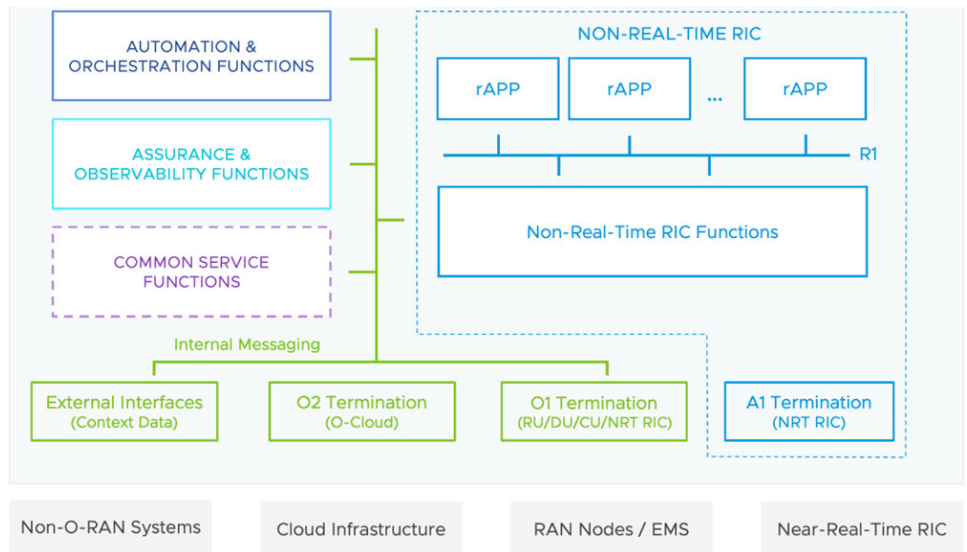 AUTOMATION &
ORCHESTRATION FUNCTIONS
ASSURANCE &
OBSERVABILITY FUNCTIONS
COMMON SERVICE
FUNCTIONS
NON-REAL-TIME RIC
rAPP
rAPP
...
rAPP
R1
Non-Real-Time RIC Functions
Internal Messaging
External Interfaces
(Context Data)
O2 Termination
(O-Cloud)
O1 Termination
(RU/DU/CU/NRT RIC)
A1 Termination
(NRT RIC)
Non-O-RAN Systems
Cloud Infrastructure
RAN Nodes / EMS
Near-Real-Time RIC